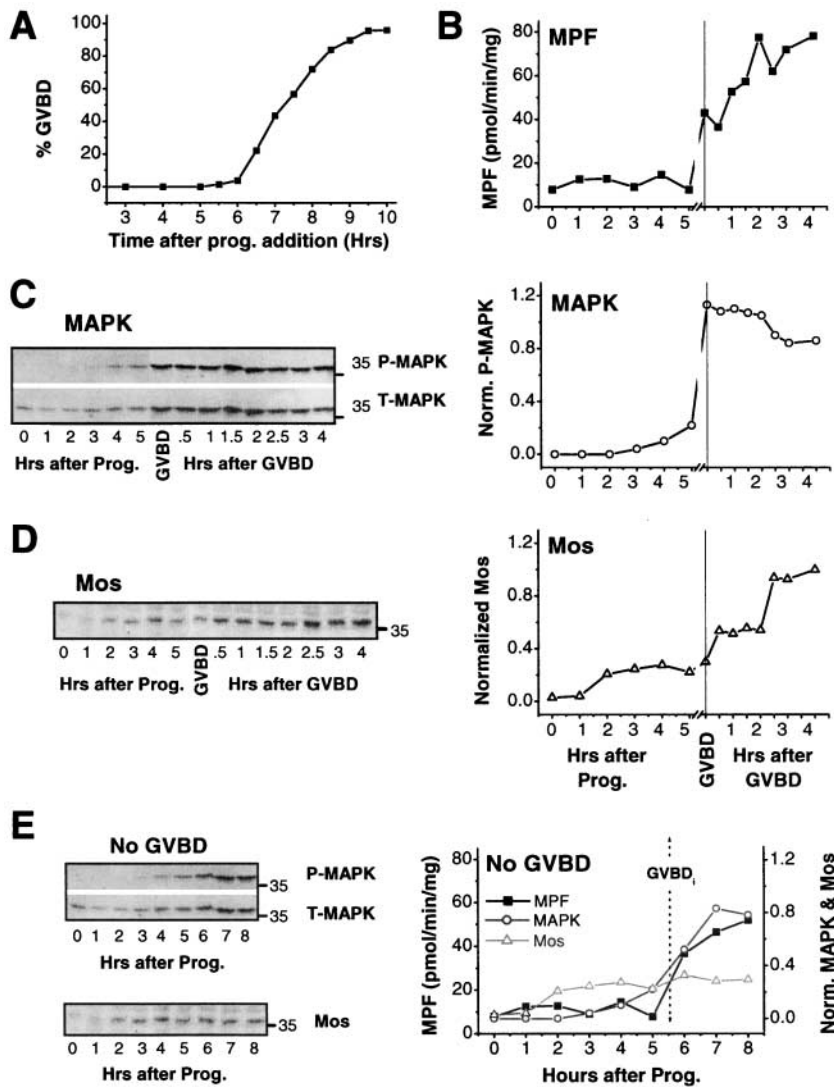 A
100
80
60
40
20
0
% GVBD
3 4 5 6 7 8 9 10
Time after prog. addition (Hrs)
B
MPF
80
60
40
20
0
MPF (pmol/min/mg)
0 1 2 3 4 5 1 2 3 4
C
MAPK
35 P-MAPK
35 T-MAPK
0 1 2 3 4 5 GVBD .5 1 1.5 2 2.5 3 4
Hrs after Prog. Hrs after GVBD
MAPK
1.2
0.9
0.6
0.3
0.0
Norm. P-MAPK
0 1 2 3 4 5 1 2 3 4
D
Mos
35
0 1 2 3 4 5 GVBD .5 1 1.5 2 2.5 3 4
Hrs after Prog. Hrs after GVBD
Mos
1.2
0.9
0.6
0.3
0.0
Normalized Mos
0 1 2 3 4 5 1 2 3 4
Hrs after Prog. GVBD Hrs after GVBD
E
No GVBD
35 P-MAPK
35 T-MAPK
0 1 2 3 4 5 6 7 8
Hrs after Prog.
35 Mos
0 1 2 3 4 5 6 7 8
Hrs after Prog.
No GVBD
GVBDi
MPF
MAPK
Mos
80
60
40
20
0
MPF (pmol/min/mg)
1.2
0.8
0.4
0.0
Norm. MAPK & Mos
0 1 2 3 4 5 6 7 8
Hours after Prog.